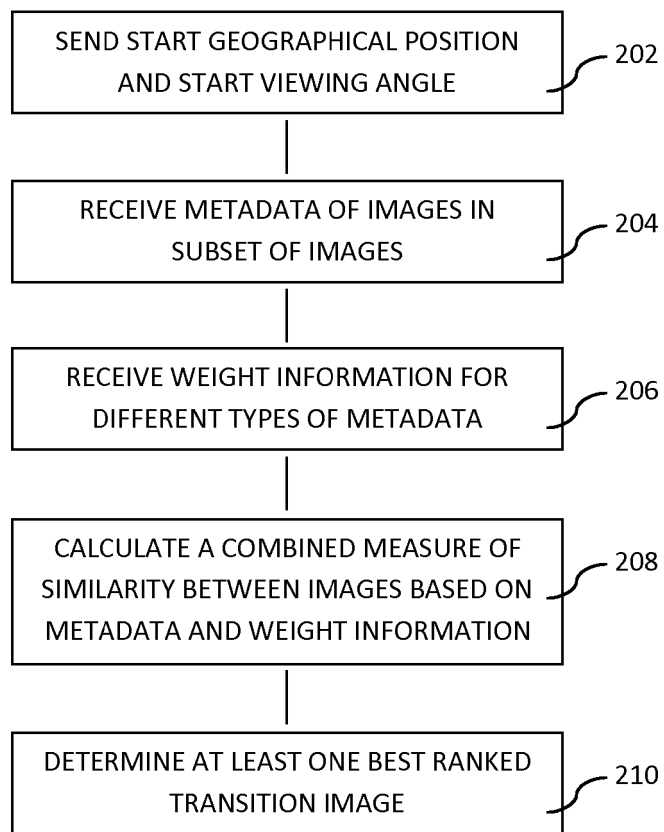 SEND START GEOGRAPHICAL POSITION
AND START VIEWING ANGLE
202
RECEIVE METADATA OF IMAGES IN
SUBSET OF IMAGES
204
RECEIVE WEIGHT INFORMATION FOR
DIFFERENT TYPES OF METADATA
206
CALCULATE A COMBINED MEASURE OF
SIMILARITY BETWEEN IMAGES BASED ON
METADATA AND WEIGHT INFORMATION
208
DETERMINE AT LEAST ONE BEST RANKED
TRANSITION IMAGE
210